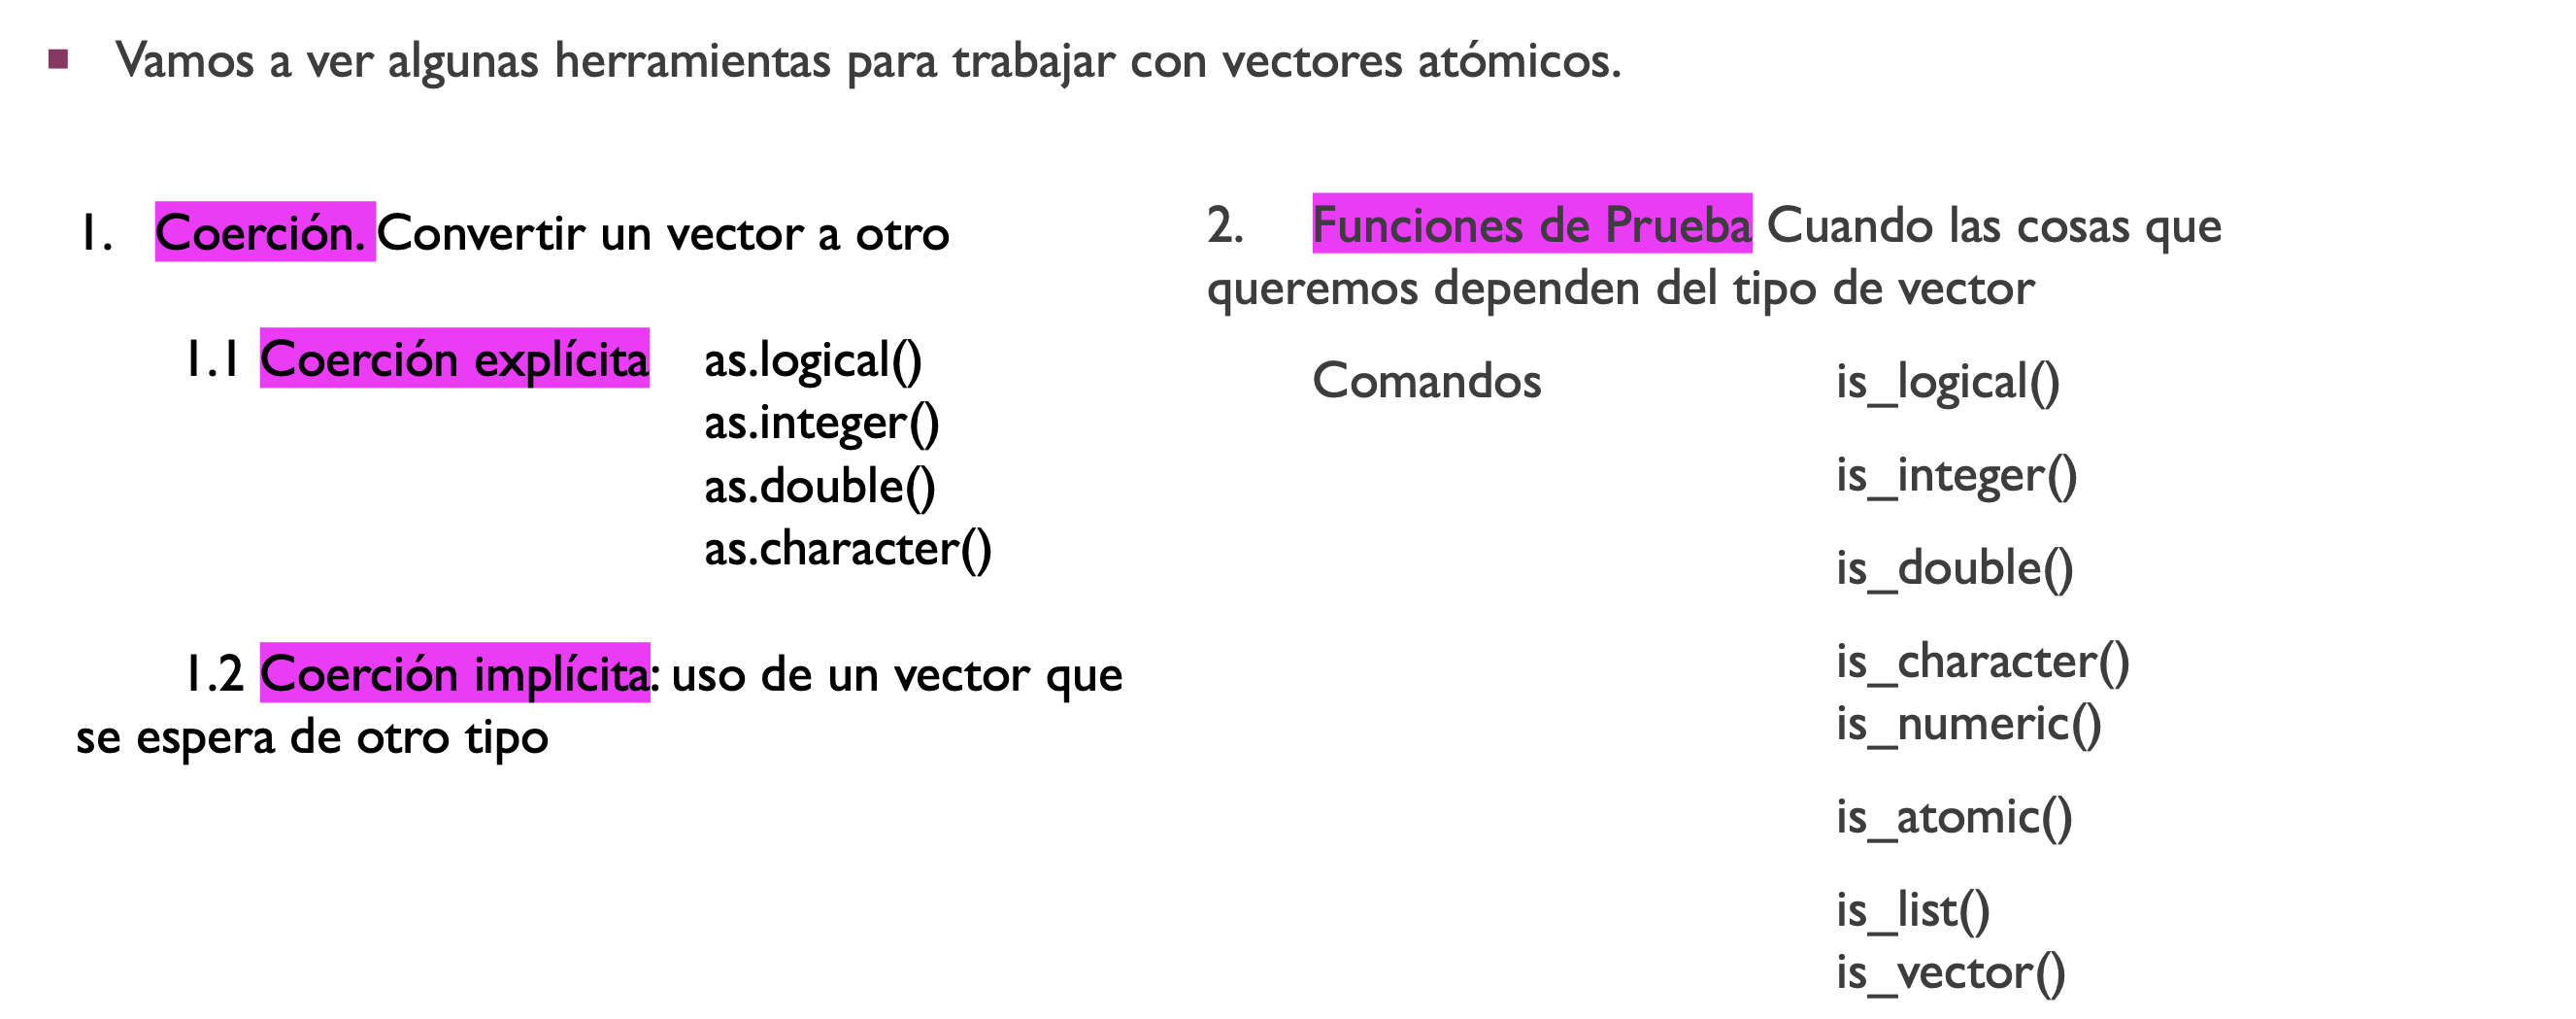 Vamos a ver algunas herramientas para trabajar con vectores atómicos.
1. Coerción. Convertir un vector a otro
1.1 Coerción explícita as.logical()
as.integer()
as.double()
as.character()
1.2 Coerción implícita: uso de un vector que
se espera de otro tipo
2. Funciones de Prueba Cuando las cosas que
queremos dependen del tipo de vector
Comandos is_logical()
is_integer()
is_double()
is_character()
is_numeric()
is_atomic()
is_list()
is_vector()